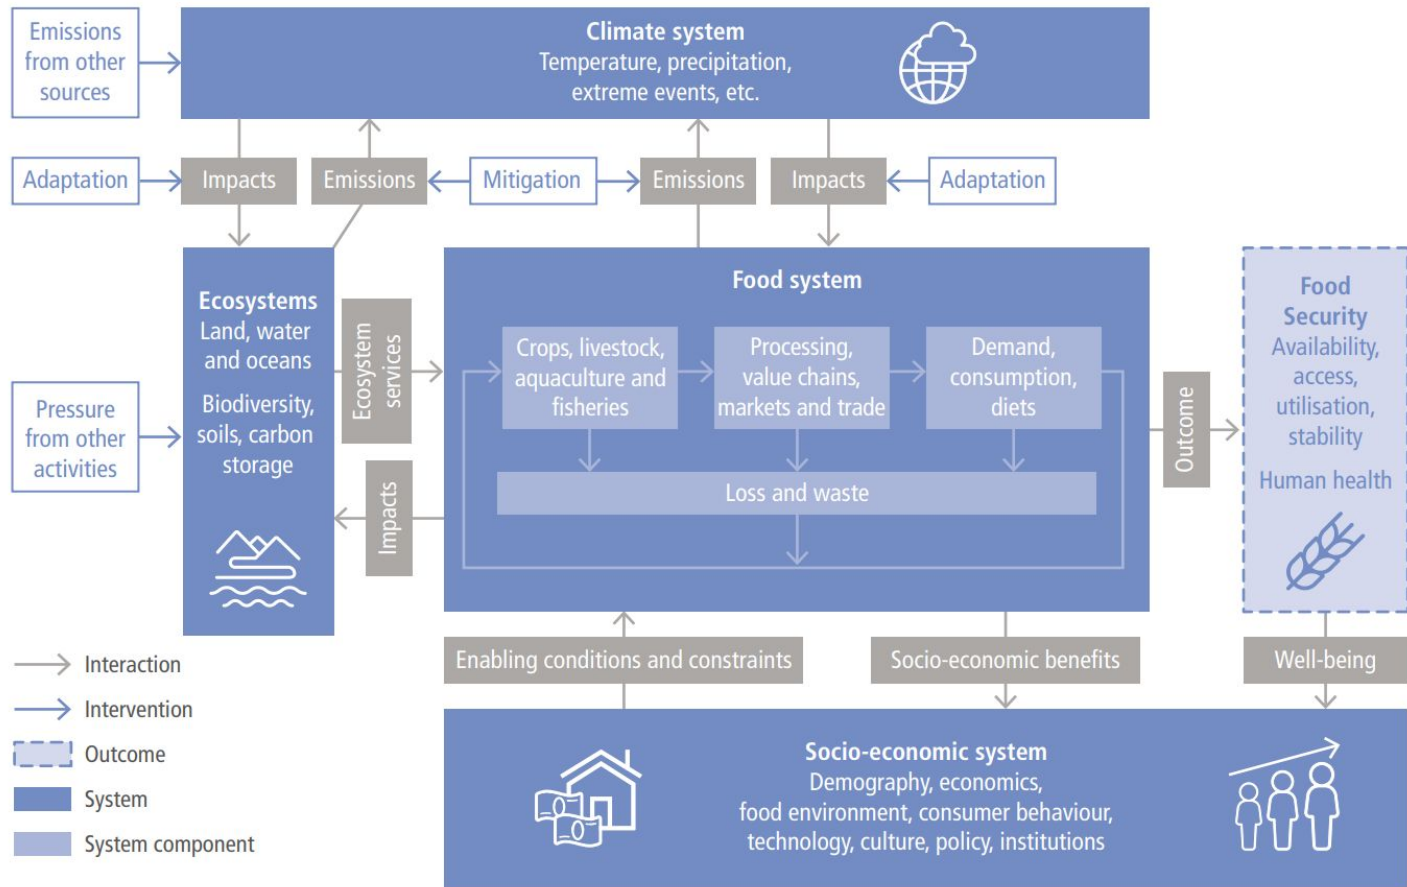 Emissions
from other
sources
Climate system
Temperature, precipitation,
extreme events, etc.
Adaptation
Impacts
Emissions
Mitigation
Emissions
Impacts
Adaptation
Ecosystems
Land, water
and oceans
Biodiversity,
soils, carbon
storage
Pressure
from other
activities
Ecosystem
services
Impacts
Food system
Crops, livestock,
aquaculture and
fisheries
Processing,
value chains,
markets and trade
Demand,
consumption,
diets
Loss and waste
Outcome
Food
Security
Availability,
access,
utilisation,
stability
Human health
Enabling conditions and constraints
Socio-economic benefits
Well-being
Socio-economic system
Demography, economics,
food environment, consumer behaviour,
technology, culture, policy, institutions
Interaction
Intervention
Outcome
System
System component